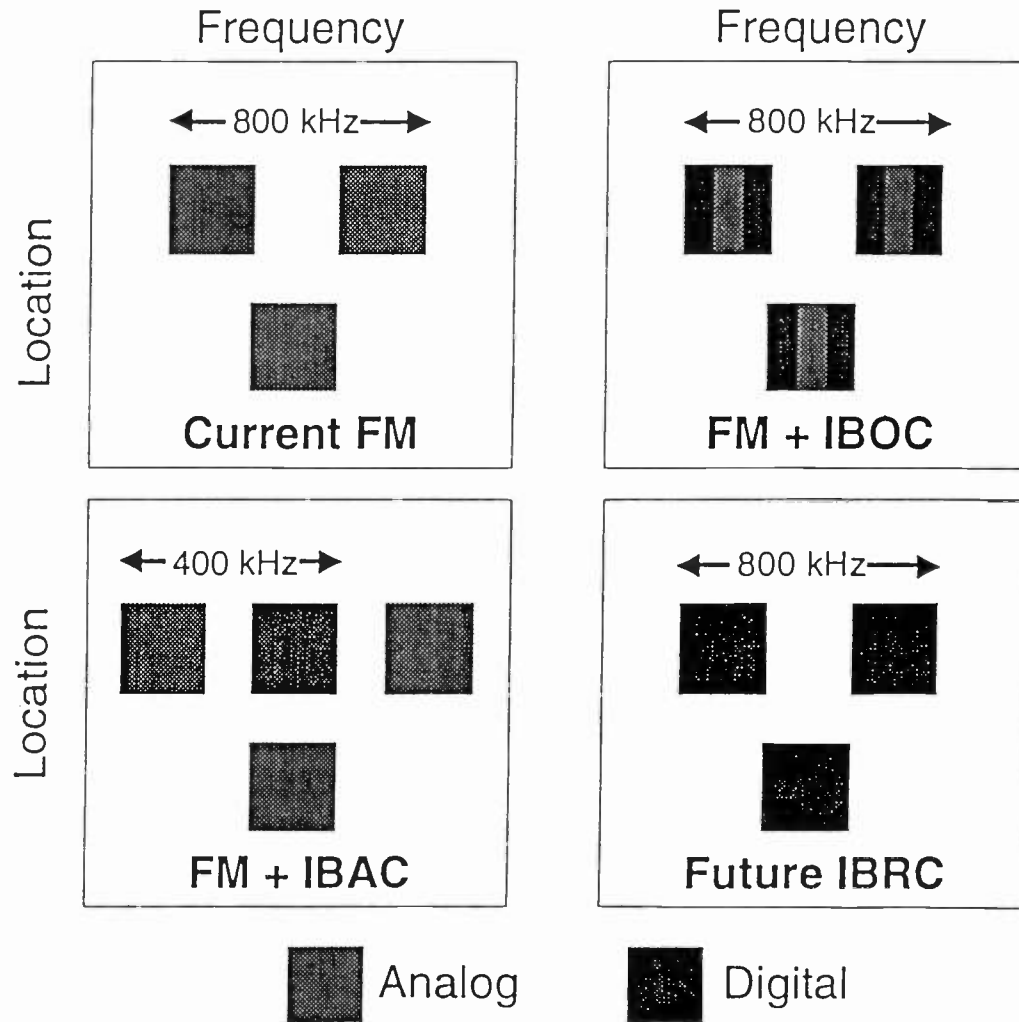 Frequency
Frequency
Location
800 kHz
Current FM
800 kHz
FM + IBOC
Location
400 kHz
FM + IBAC
800 kHz
Future IBRC
Analog
Digital